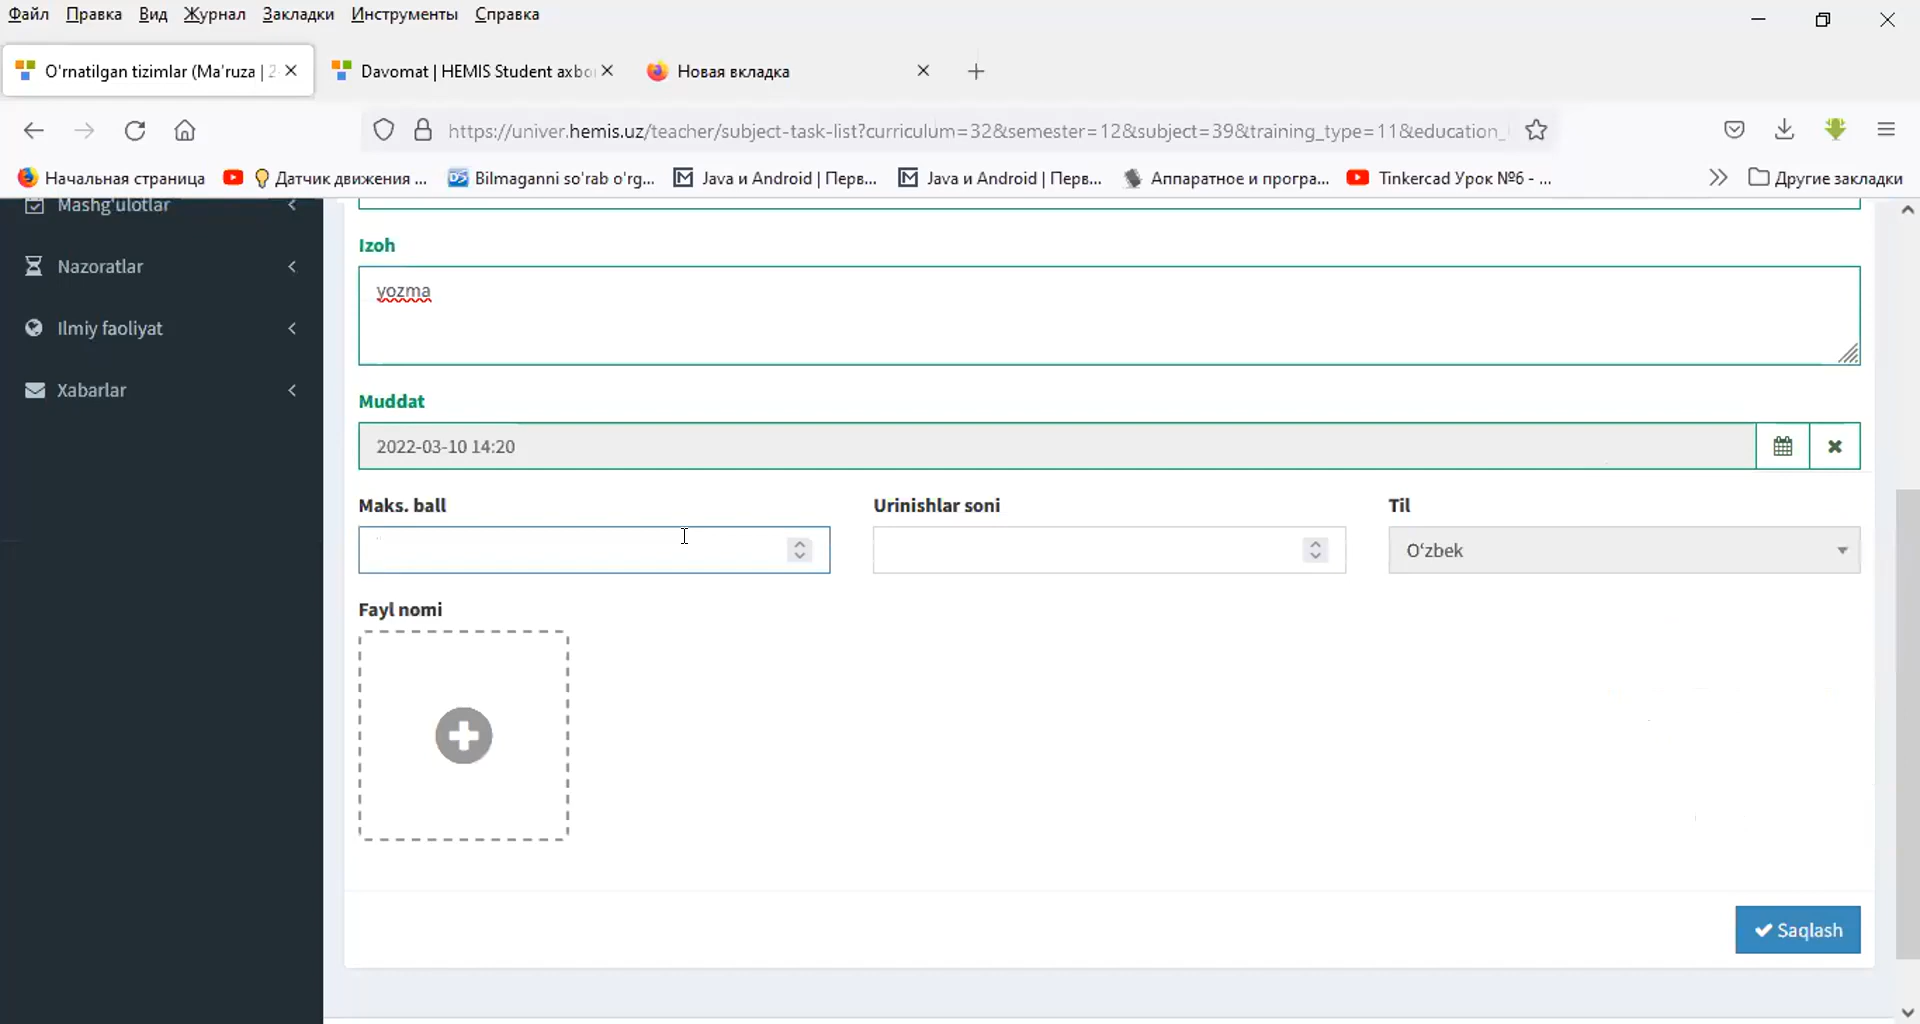 Файл Правка Вид Журнал Закладки Инструменты Справка
O'rnatilgan tizimlar (Ma'ruza | 2
Davomat | HEMIS Student axbo
Новая вкладка
https://univer.hemis.uz/teacher/subject-task-list?curriculum=32&semester=12&subject=39&training_type=11&education_
Начальная страница
Датчик движения ...
Bilmaganni so'rab o'rg...
Java и Android | Перв...
Java и Android | Перв...
Аппаратное и програ...
Tinkercad Урок №6 - ...
Другие закладки
Mashg'ulotlar
Nazoratlar
Ilmiy faoliyat
Xabarlar
Izoh
yozma
Muddat
2022-03-10 14:20
Maks. ball
Urinishlar soni
Til
O‘zbek
Fayl nomi
Saqlash